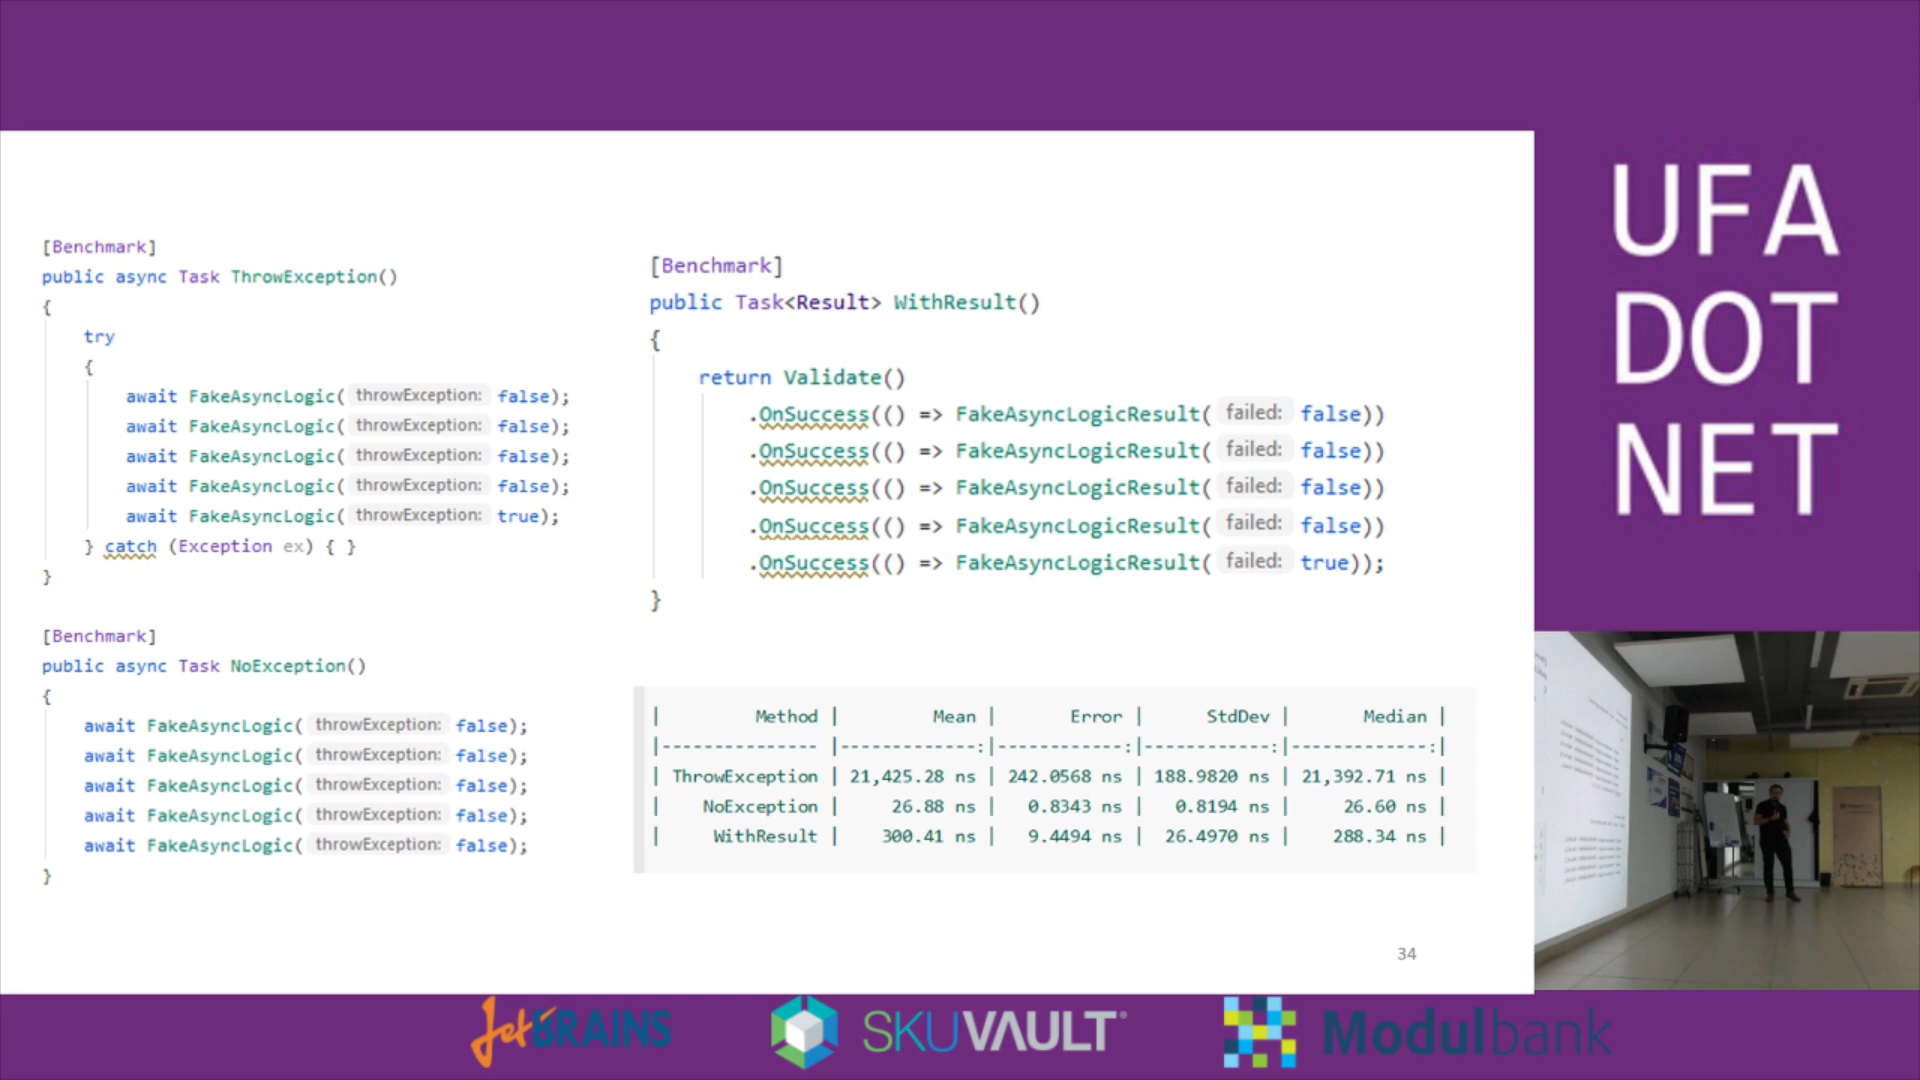 [Benchmark]
public async Task ThrowException()
{
try
{
await FakeAsyncLogic( throwException: false);
await FakeAsyncLogic( throwException: false);
await FakeAsyncLogic( throwException: false);
await FakeAsyncLogic( throwException: false);
await FakeAsyncLogic( throwException: true);
} catch (Exception ex) { }
}
[Benchmark]
public async Task NoException()
{
await FakeAsyncLogic( throwException: false);
await FakeAsyncLogic( throwException: false);
await FakeAsyncLogic( throwException: false);
await FakeAsyncLogic( throwException: false);
await FakeAsyncLogic( throwException: false);
}
[Benchmark]
public Task<Result> WithResult()
{
return Validate()
.OnSuccess(() => FakeAsyncLogicResult( failed: false))
.OnSuccess(() => FakeAsyncLogicResult( failed: false))
.OnSuccess(() => FakeAsyncLogicResult( failed: false))
.OnSuccess(() => FakeAsyncLogicResult( failed: false))
.OnSuccess(() => FakeAsyncLogicResult( failed: true));
}
| Method | Mean | Error | StdDev | Median |
|--------------- |-------------:|------------:|------------:|-------------:|
| ThrowException | 21,425.28 ns | 242.0568 ns | 188.9820 ns | 21,392.71 ns |
| NoException | 26.88 ns | 0.8343 ns | 0.8194 ns | 26.60 ns |
| WithResult | 300.41 ns | 9.4494 ns | 26.4970 ns | 288.34 ns |
34
UFA
DOT
NET
JetBRAINS
SKUVAULT®
Modulbank